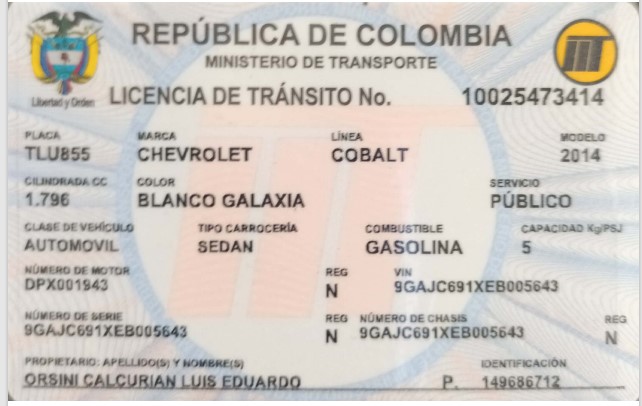 REPÚBLICA DE COLOMBIA
MINISTERIO DE TRANSPORTE
Libertad y Orden
LICENCIA DE TRÁNSITO No. 10025473414
PLACA MARCA LÍNEA MODELO
TLU855 CHEVROLET COBALT 2014
CILINDRADA CC COLOR SERVICIO
1.796 BLANCO GALAXIA PÚBLICO
CLASE DE VEHÍCULO TIPO CARROCERÍA COMBUSTIBLE CAPACIDAD Kg/PSJ
AUTOMOVIL SEDAN GASOLINA 5
NÚMERO DE MOTOR REG VIN
DPX001943 N 9GAJC691XEB005643
NÚMERO DE SERIE REG NÚMERO DE CHASIS REG
9GAJC691XEB005643 N 9GAJC691XEB005643 N
PROPIETARIO: APELLIDO(S) Y NOMBRE(S) IDENTIFICACIÓN
ORSINI CALCURIAN LUIS EDUARDO P. 149686712